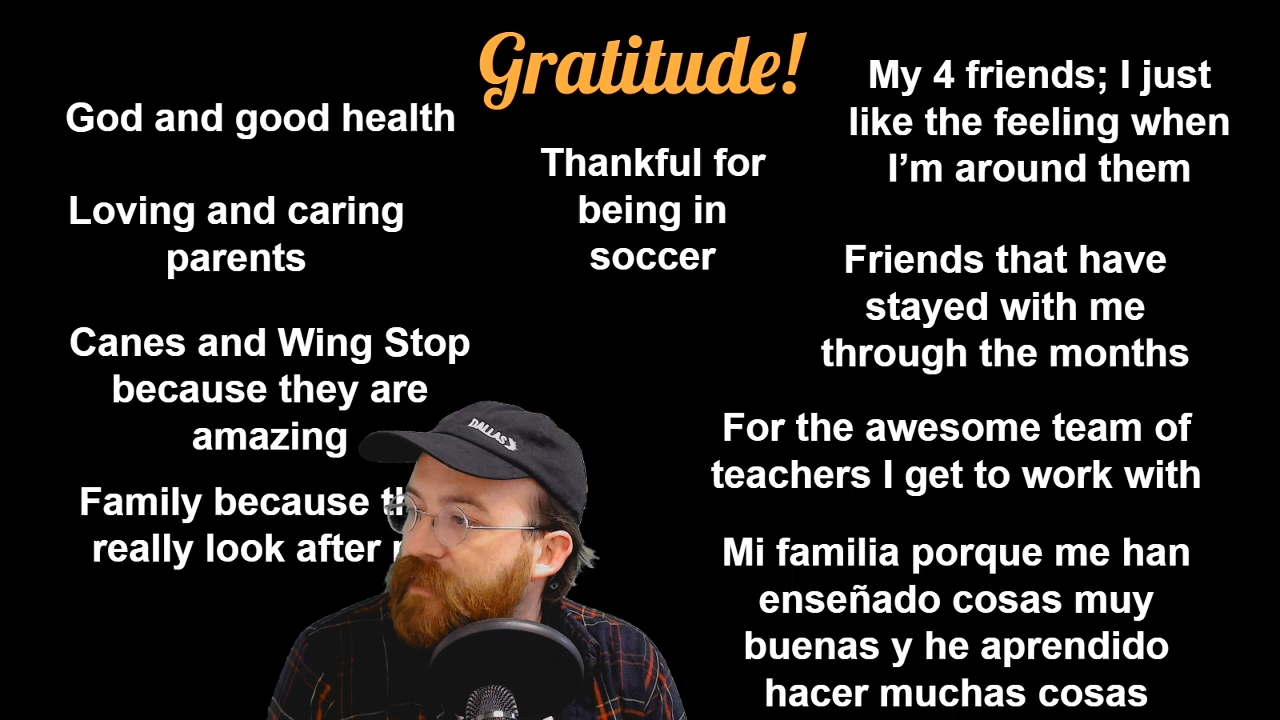 Gratitude!
God and good health
Loving and caring
parents
Canes and Wing Stop
because they are
amazing
Family because
really look after
Thankful for
being in
soccer
My 4 friends; I just
like the feeling when
I’m around them
Friends that have
stayed with me
through the months
For the awesome team of
teachers I get to work with
Mi familia porque me han
enseñado cosas muy
buenas y he aprendido
hacer muchas cosas
DALLAS